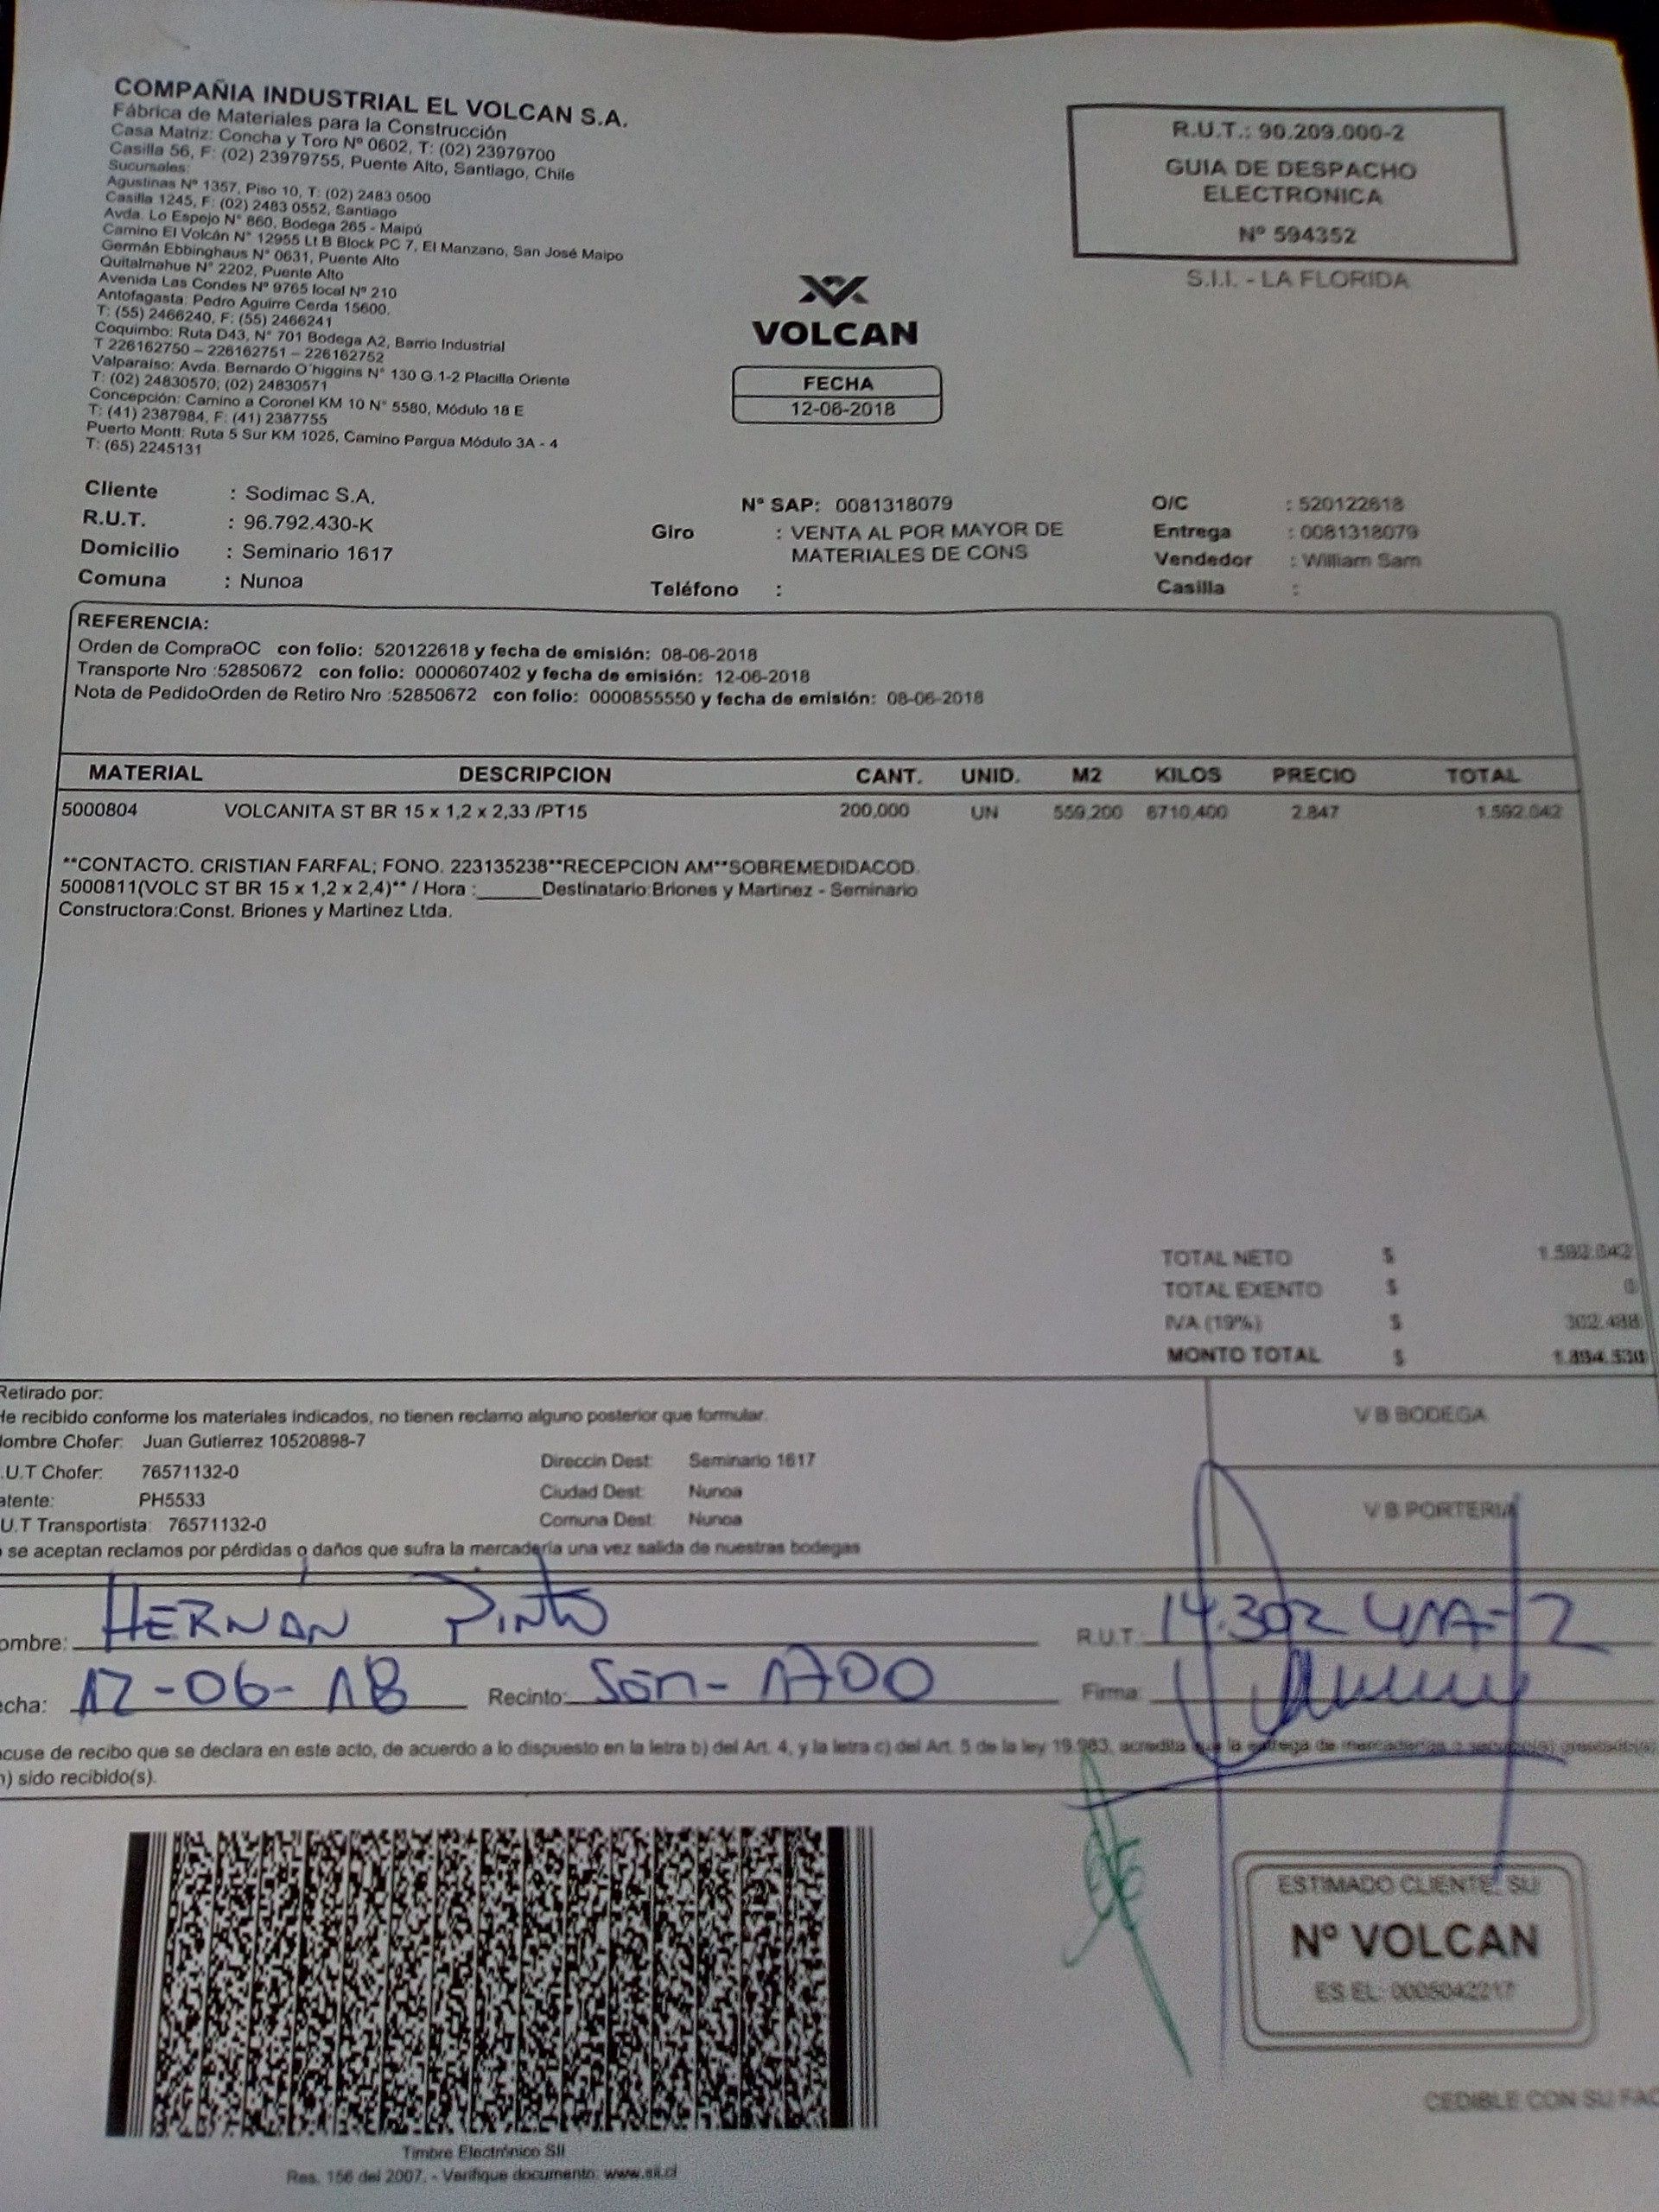 COMPAÑIA INDUSTRIAL EL VOLCAN S.A.
Fábrica de Materiales para la Construcción
Casa Matriz: Concha y Toro Nº 0602, T: (02) 23979700
Casilla 56, F: (02) 23979755, Puente Alto, Santiago, Chile
Sucursales:
Agustinas Nº 1357, Piso 10, T: (02) 2483 0500
Casilla 1245, F: (02) 2483 0552, Santiago
Avda. Lo Espejo N° 860, Bodega 265 - Maipú
Camino El Volcán N° 12955 Lt B Block PC 7, El Manzano, San José Maipo
Germán Ebbinghaus N° 0631, Puente Alto
Quitalmahue N° 2202, Puente Alto
Avenida Las Condes Nº 9765 local Nº 210
Antofagasta: Pedro Aguirre Cerda 15600.
T: (55) 2466240, F: (55) 2466241
Coquimbo: Ruta D43, N° 701 Bodega A2, Barrio Industrial
T 226162750 – 226162751 – 226162752
Valparaíso: Avda. Bernardo O´higgins N° 130 G.1-2 Placilla Oriente
T: (02) 24830570, (02) 24830571
Concepción: Camino a Coronel KM 10 N° 5580, Módulo 18 E
T: (41) 2387984, F: (41) 2387755
Puerto Montt: Ruta 5 Sur KM 1025, Camino Pargua Módulo 3A - 4
T: (65) 2245131
R.U.T.: 90.209.000-2
GUIA DE DESPACHO
ELECTRONICA
Nº 594352
S.I.I. - LA FLORIDA
VOLCAN
FECHA
12-06-2018
Cliente : Sodimac S.A.
R.U.T. : 96.792.430-K
Domicilio : Seminario 1617
Comuna : Nunoa
N° SAP: 0081318079
Giro : VENTA AL POR MAYOR DE
MATERIALES DE CONS
Teléfono :
O/C : 520122618
Entrega : 0081318079
Vendedor : William Sam
Casilla :
REFERENCIA:
Orden de CompraOC con folio: 520122618 y fecha de emisión: 08-06-2018
Transporte Nro :52850672 con folio: 0000607402 y fecha de emisión: 12-06-2018
Nota de PedidoOrden de Retiro Nro :52850672 con folio: 0000855550 y fecha de emisión: 08-06-2018
MATERIAL DESCRIPCION CANT. UNID. M2 KILOS PRECIO TOTAL
5000804 VOLCANITA ST BR 15 x 1,2 x 2,33 /PT15 200,000 UN 559,200 6710,400 2.847 1.592.042
**CONTACTO. CRISTIAN FARFAL; FONO. 223135238**RECEPCION AM**SOBREMEDIDACOD.
5000811(VOLC ST BR 15 x 1,2 x 2,4)** / Hora :______Destinatario:Briones y Martinez - Seminario
Constructora:Const. Briones y Martinez Ltda.
TOTAL NETO $ 1.592.042
TOTAL EXENTO $ 0
IVA (19%) $ 302.488
MONTO TOTAL $ 1.894.530
Retirado por:
He recibido conforme los materiales indicados, no tienen reclamo alguno posterior que formular.
Nombre Chofer: Juan Gutierrez 10520898-7
.U.T Chofer: 76571132-0
atente: PH5533
.U.T Transportista: 76571132-0
Direccin Dest: Seminario 1617
Ciudad Dest: Nunoa
Comuna Dest: Nunoa
se aceptan reclamos por pérdidas o daños que sufra la mercadería una vez salida de nuestras bodegas
V B BODEGA
V B PORTERIA
ombre: HERNÁN PINTO R.U.T.: 14.302
echa: 12-06-18 Recinto: Son-1700 Firma:
cuse de recibo que se declara en este acto, de acuerdo a lo dispuesto en la letra b) del Art. 4, y la letra c) del Art. 5 de la ley 19.983, acredita que la entrega de mercaderías o servicio(s) prestado(s)
) sido recibido(s).
Timbre Electrónico SII
Res. 156 del 2007. - Verifique documento: www.sii.cl
ESTIMADO CLIENTE, SU
Nº VOLCAN
ES EL: 0005042217
CEDIBLE CON SU FAC